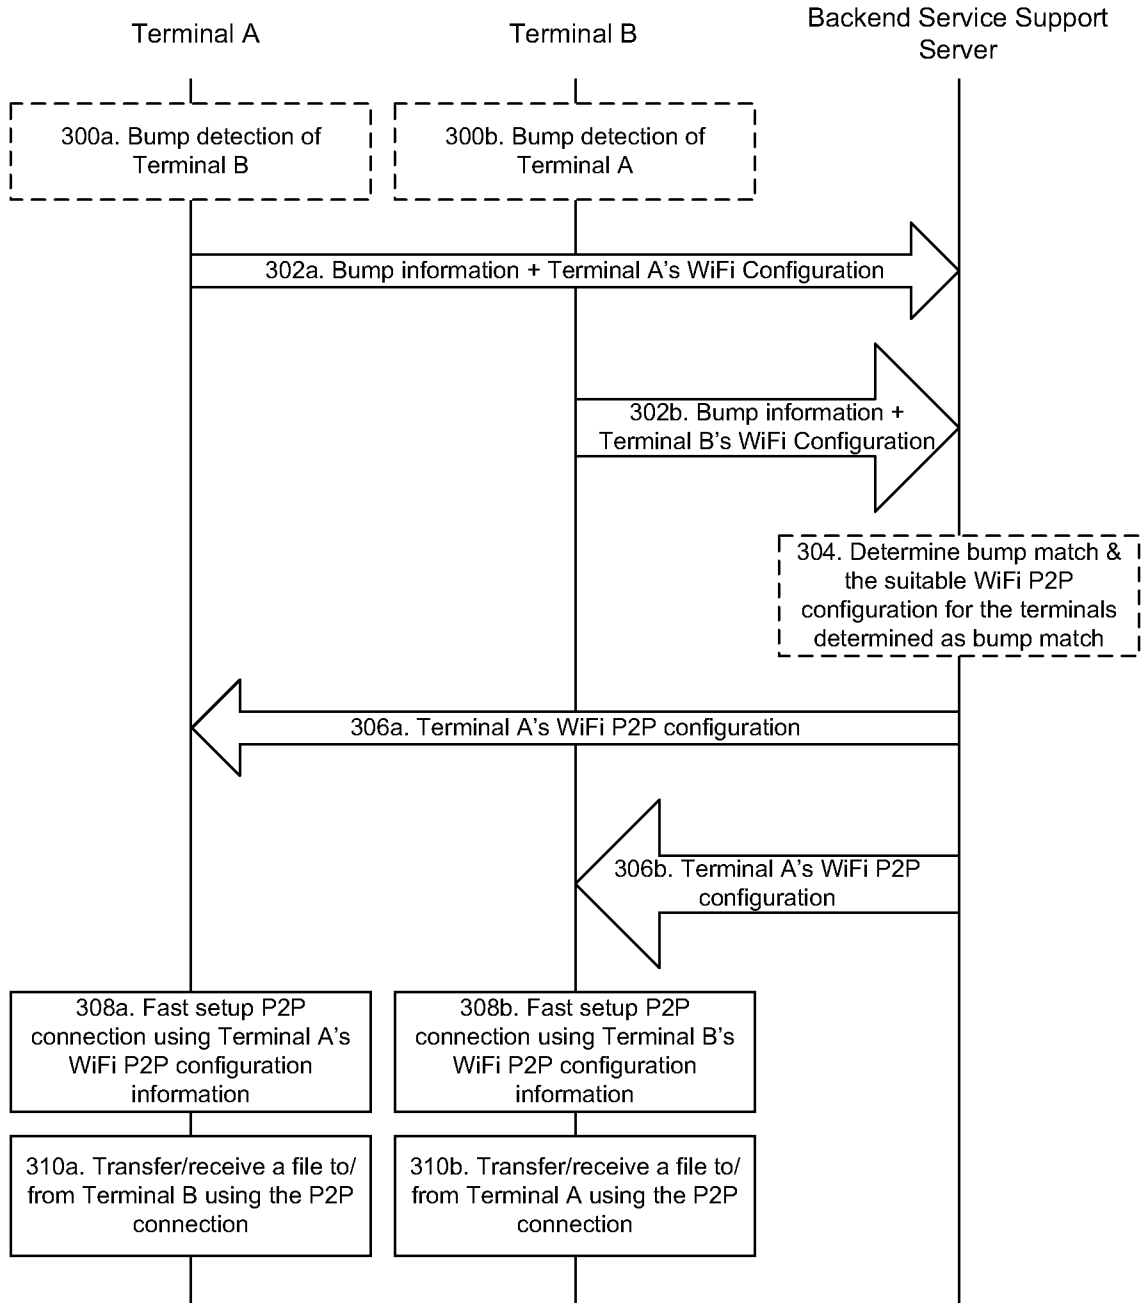 Terminal A
Terminal B
Backend Service Support
Server
300a. Bump detection of
Terminal B
300b. Bump detection of
Terminal A
302a. Bump information + Terminal A's WiFi Configuration
302b. Bump information +
Terminal B's WiFi Configuration
304. Determine bump match &
the suitable WiFi P2P
configuration for the terminals
determined as bump match
306a. Terminal A's WiFi P2P configuration
306b. Terminal A's WiFi P2P
configuration
308a. Fast setup P2P
connection using Terminal A's
WiFi P2P configuration
information
308b. Fast setup P2P
connection using Terminal B's
WiFi P2P configuration
information
310a. Transfer/receive a file to/
from Terminal B using the P2P
connection
310b. Transfer/receive a file to/
from Terminal A using the P2P
connection